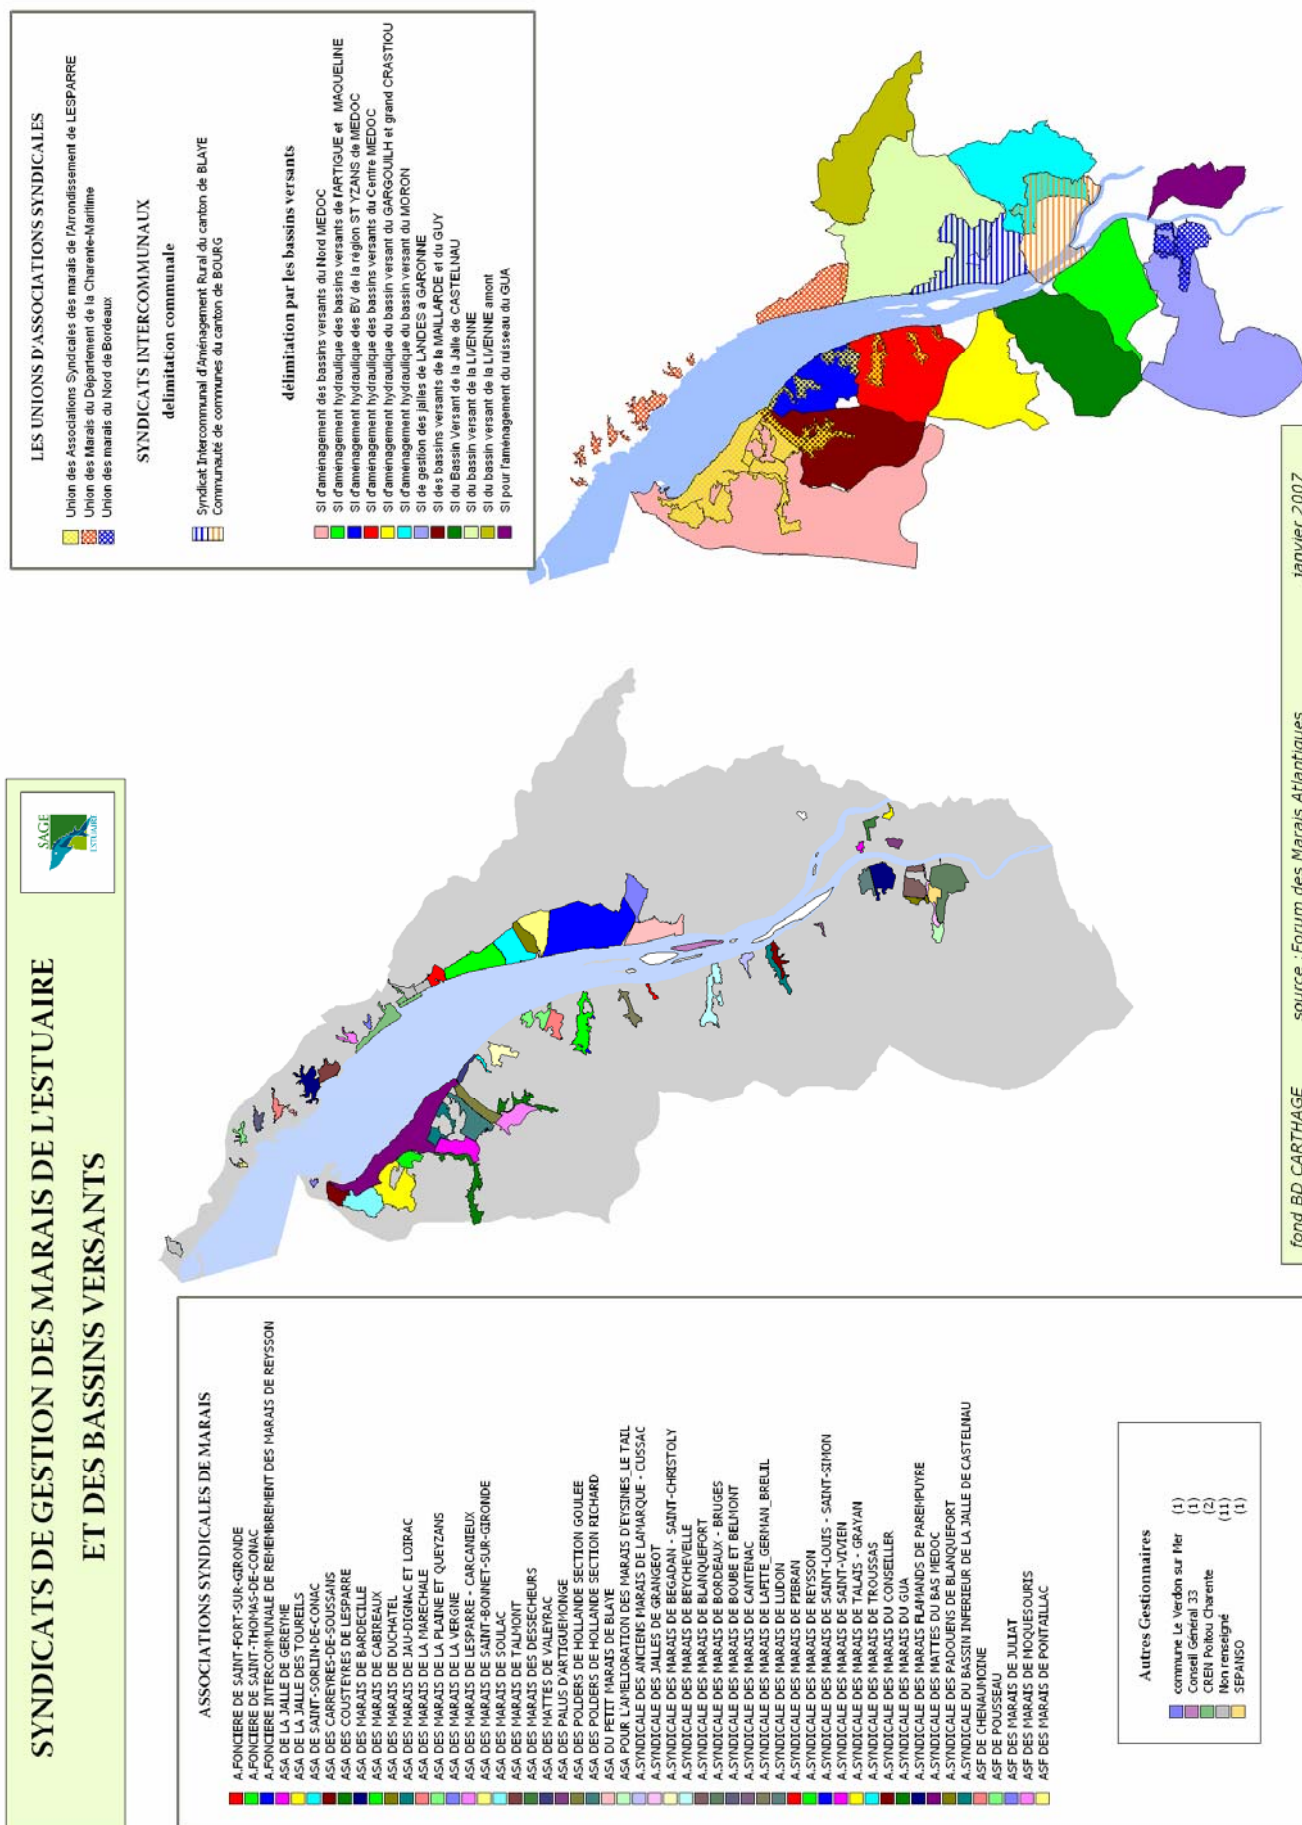 SYNDICATS DE GESTION DES MARAIS DE L'ESTUAIRE
ET DES BASSINS VERSANTS
SAGE
ESTUAIRE
ASSOCIATIONS SYNDICALES DE MARAIS
A.FONCIERE DE SAINT-FORT-SUR-GIRONDE
A.FONCIERE DE SAINT-THOMAS-DE-CONAC
A.FONCIERE INTERCOMMUNALE DE REMEMBREMENT DES MARAIS DE REYSSON
ASA DE LA JALLE DE GEREYME
ASA DE LA JALLE DES TOUREILS
ASA DE SAINT-SORLIN-DE-CONAC
ASA DES CARREYRES-DE-SOUSSANS
ASA DES COUSTEYRES DE LESPARRE
ASA DES MARAIS DE BARDECILLE
ASA DES MARAIS DE CABIREAUX
ASA DES MARAIS DE DUCHATEL
ASA DES MARAIS DE JAU-DIGNAC ET LOIRAC
ASA DES MARAIS DE LA MARECHALE
ASA DES MARAIS DE LA PLAINE ET QUEYZANS
ASA DES MARAIS DE LA VERGNE
ASA DES MARAIS DE LESPARRE - CARCANIEUX
ASA DES MARAIS DE SAINT-BONNET-SUR-GIRONDE
ASA DES MARAIS DE SOULAC
ASA DES MARAIS DE TALMONT
ASA DES MARAIS DES DESSECHEURS
ASA DES MATTES DE VALEYRAC
ASA DES PALUS D'ARTIGUEMONGE
ASA DES POLDERS DE HOLLANDE SECTION GOULEE
ASA DES POLDERS DE HOLLANDE SECTION RICHARD
ASA DU PETIT MARAIS DE BLAYE
ASA POUR L'AMELIORATION DES MARAIS D'EYSINES_LE TAIL
A.SYNDICALE DES ANCIENS MARAIS DE LAMARQUE - CUSSAC
A.SYNDICALE DES JALLES DE GRANGEOT
A.SYNDICALE DES MARAIS DE BEGADAN - SAINT-CHRISTOLY
A.SYNDICALE DES MARAIS DE BEYCHEVELLE
A.SYNDICALE DES MARAIS DE BLANQUEFORT
A.SYNDICALE DES MARAIS DE BORDEAUX - BRUGES
A.SYNDICALE DES MARAIS DE BOUBE ET BELMONT
A.SYNDICALE DES MARAIS DE CANTENAC
A.SYNDICALE DES MARAIS DE LAFITE_GERMAN_BREUIL
A.SYNDICALE DES MARAIS DE LUDON
A.SYNDICALE DES MARAIS DE PIBRAN
A.SYNDICALE DES MARAIS DE REYSSON
A.SYNDICALE DES MARAIS DE SAINT-LOUIS - SAINT-SIMON
A.SYNDICALE DES MARAIS DE SAINT-VIVIEN
A.SYNDICALE DES MARAIS DE TALAIS - GRAYAN
A.SYNDICALE DES MARAIS DE TROUSSAS
A.SYNDICALE DES MARAIS DU CONSEILLER
A.SYNDICALE DES MARAIS DU GUA
A.SYNDICALE DES MARAIS FLAMANDS DE PAREMPUYRE
A.SYNDICALE DES MATTES DU BAS MEDOC
A.SYNDICALE DES PADOUENS DE BLANQUEFORT
A.SYNDICALE DU BASSIN INFERIEUR DE LA JALLE DE CASTELNAU
ASF DE CHENAUMOINE
ASF DE POUSSEAU
ASF DES MARAIS DE JULIAT
ASF DES MARAIS DE MOQUESOURIS
ASF DES MARAIS DE PONTAILLAC
Autres Gestionnaires
commune Le Verdon sur Mer (1)
Conseil Général 33 (1)
CREN Poitou Charente (2)
Non renseigné (11)
SEPANSO (1)
LES UNIONS D'ASSOCIATIONS SYNDICALES
Union des Associations Syndicales des marais de l'Arrondissement de LESPARRE
Union des Marais du Département de la Charente-Maritime
Union des marais du Nord de Bordeaux
SYNDICATS INTERCOMMUNAUX
delimitation communale
Syndicat Intercommunal d'Aménagement Rural du canton de BLAYE
Communauté de communes du canton de BOURG
délimitation par les bassins versants
SI d'aménagement des bassins versants du Nord MEDOC
SI d'aménagement hydraulique des bassins versants de l'ARTIGUE et MAQUELINE
SI d'aménagement hydraulique des BV de la région ST YZANS de MEDOC
SI d'aménagement hydraulique des bassins versants du Centre MEDOC
SI d'aménagement hydraulique du bassin versant du GARGOUILH et grand CRASTIOU
SI d'aménagement hydraulique du bassin versant du MORON
SI de gestion des jalles de LANDES à GARONNE
SI des bassins versants de la MAILLARDE et du GUY
SI du Bassin Versant de la Jalle de CASTELNAU
SI du bassin versant de la LIVENNE
SI du bassin versant de la LIVENNE amont
SI pour l'aménagement du ruisseau du GUA
fond BD CARTHAGE source : Forum des Marais Atlantiques janvier 2007